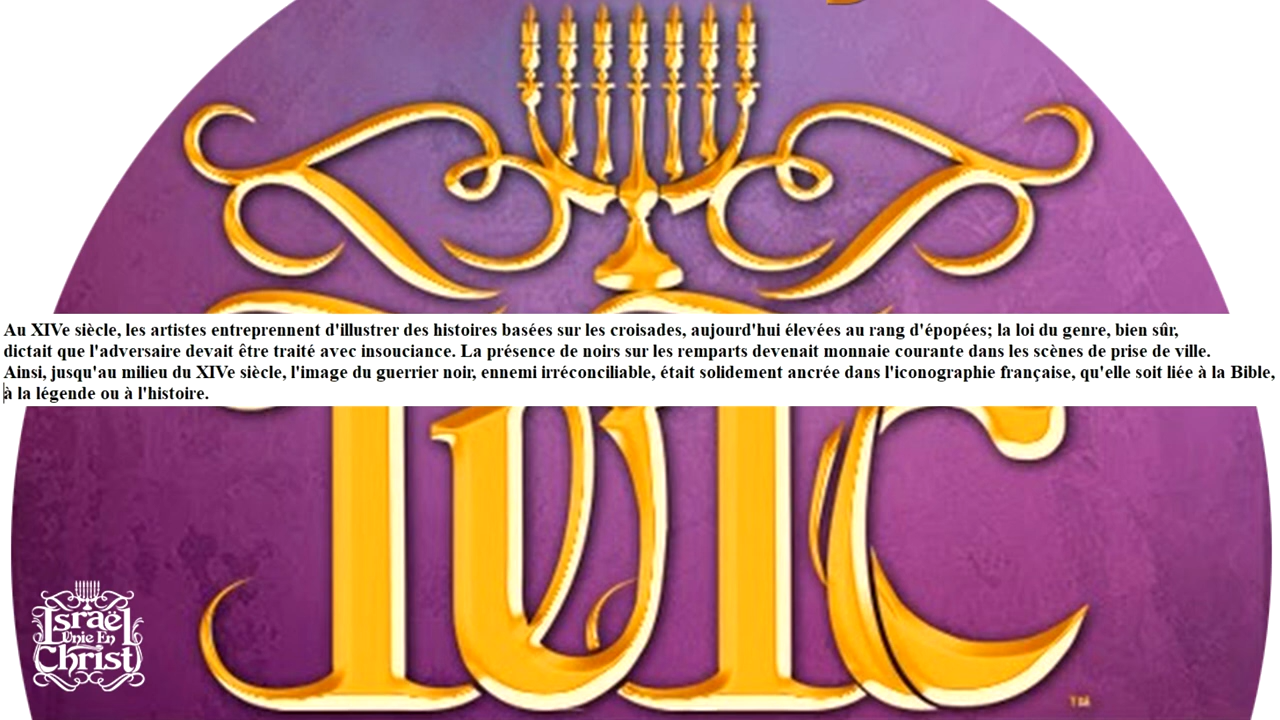 Au XIVe siècle, les artistes entreprennent d'illustrer des histoires basées sur les croisades, aujourd'hui élevées au rang d'épopées; la loi du genre, bien sûr,
dictait que l'adversaire devait être traité avec insouciance. La présence de noirs sur les remparts devenait monnaie courante dans les scènes de prise de ville.
Ainsi, jusqu'au milieu du XIVe siècle, l'image du guerrier noir, ennemi irréconciliable, était solidement ancrée dans l'iconographie française, qu'elle soit liée à la Bible,
à la légende ou à l'histoire.
IUIC
Israël
Unie En
Christ